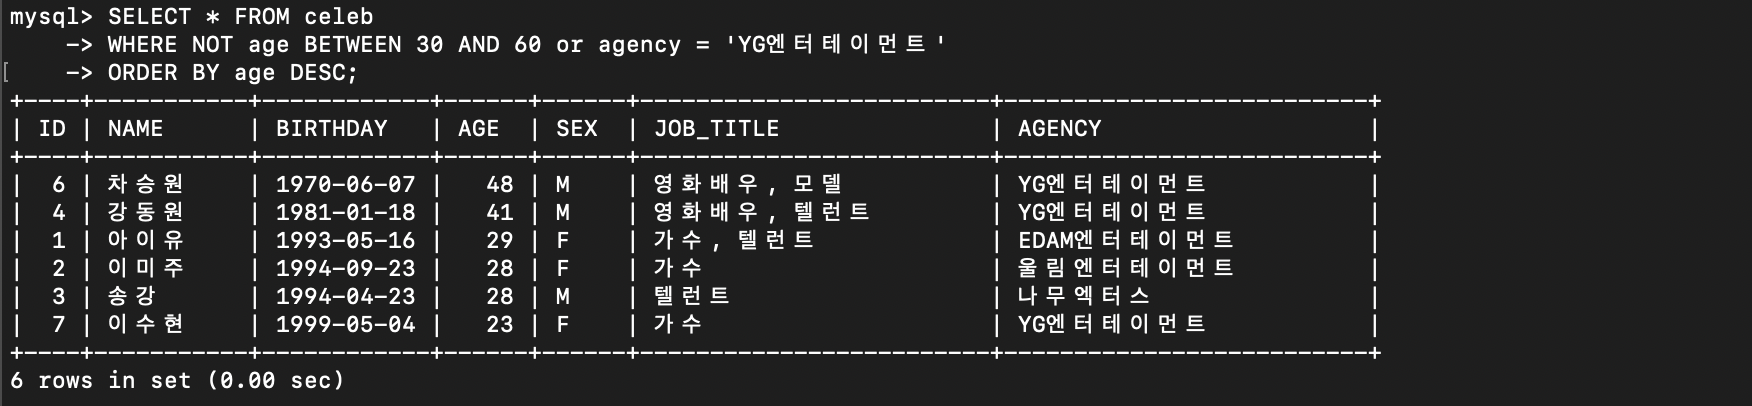 mysql> SELECT * FROM celeb
    -> WHERE NOT age BETWEEN 30 AND 60 or agency = 'YG엔터테이먼트'
[    -> ORDER BY age DESC;
+----+-----------+------------+------+------+-------------------------+--------------------------+
| ID | NAME      | BIRTHDAY   | AGE  | SEX  | JOB_TITLE               | AGENCY                   |
+----+-----------+------------+------+------+-------------------------+--------------------------+
|  6 | 차승원    | 1970-06-07 |   48 | M    | 영화배우, 모델          | YG엔터테이먼트           |
|  4 | 강동원    | 1981-01-18 |   41 | M    | 영화배우, 텔런트        | YG엔터테이먼트           |
|  1 | 아이유    | 1993-05-16 |   29 | F    | 가수, 텔런트            | EDAM엔터테이먼트         |
|  2 | 이미주    | 1994-09-23 |   28 | F    | 가수                    | 울림엔터테이먼트         |
|  3 | 송강      | 1994-04-23 |   28 | M    | 텔런트                  | 나무엑터스               |
|  7 | 이수현    | 1999-05-04 |   23 | F    | 가수                    | YG엔터테이먼트           |
+----+-----------+------------+------+------+-------------------------+--------------------------+
6 rows in set (0.00 sec)